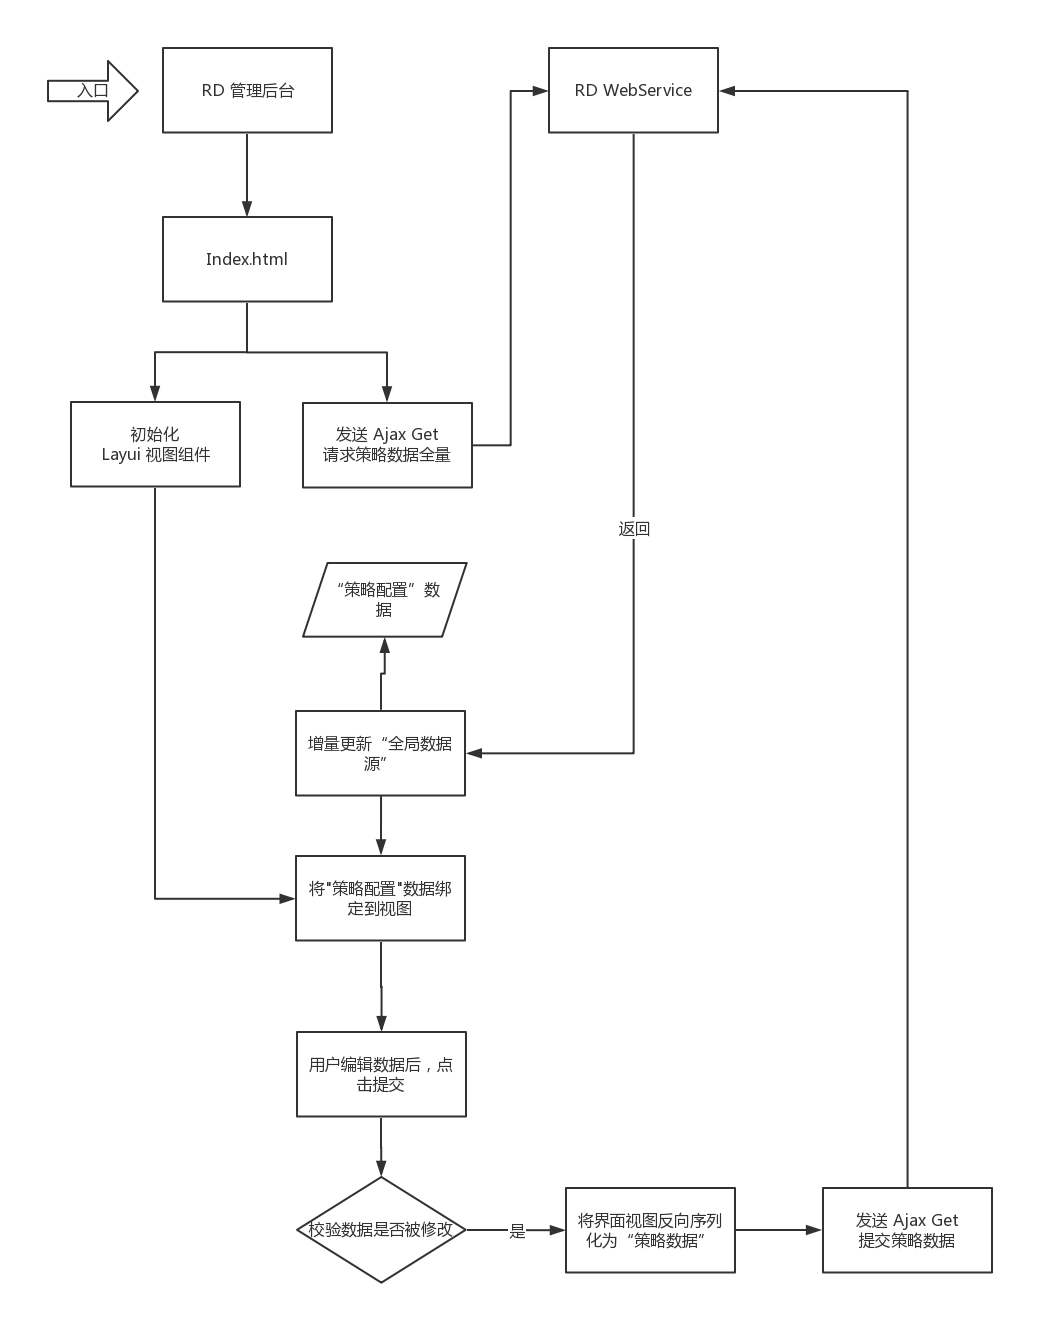 入口
RD 管理后台
RD WebService
Index.html
初始化
Layui 视图组件
发送 Ajax Get
请求策略数据全量
返回
“策略配置”数
据
增量更新“全局数据
源”
将"策略配置"数据绑
定到视图
用户编辑数据后，点
击提交
校验数据是否被修改
是
将界面视图反向序列
化为“策略数据”
发送 Ajax Get
提交策略数据